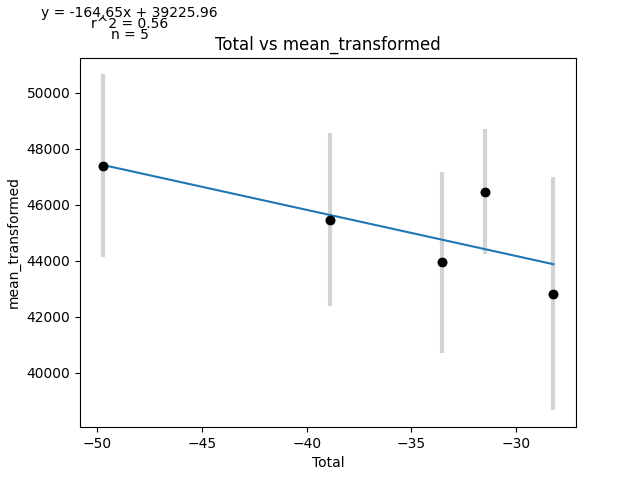 y = -164.65x + 39225.96
r^2 = 0.56
n = 5
Total vs mean_transformed
50000
48000
46000
44000
42000
40000
mean_transformed
−50
−45
−40
−35
−30
Total